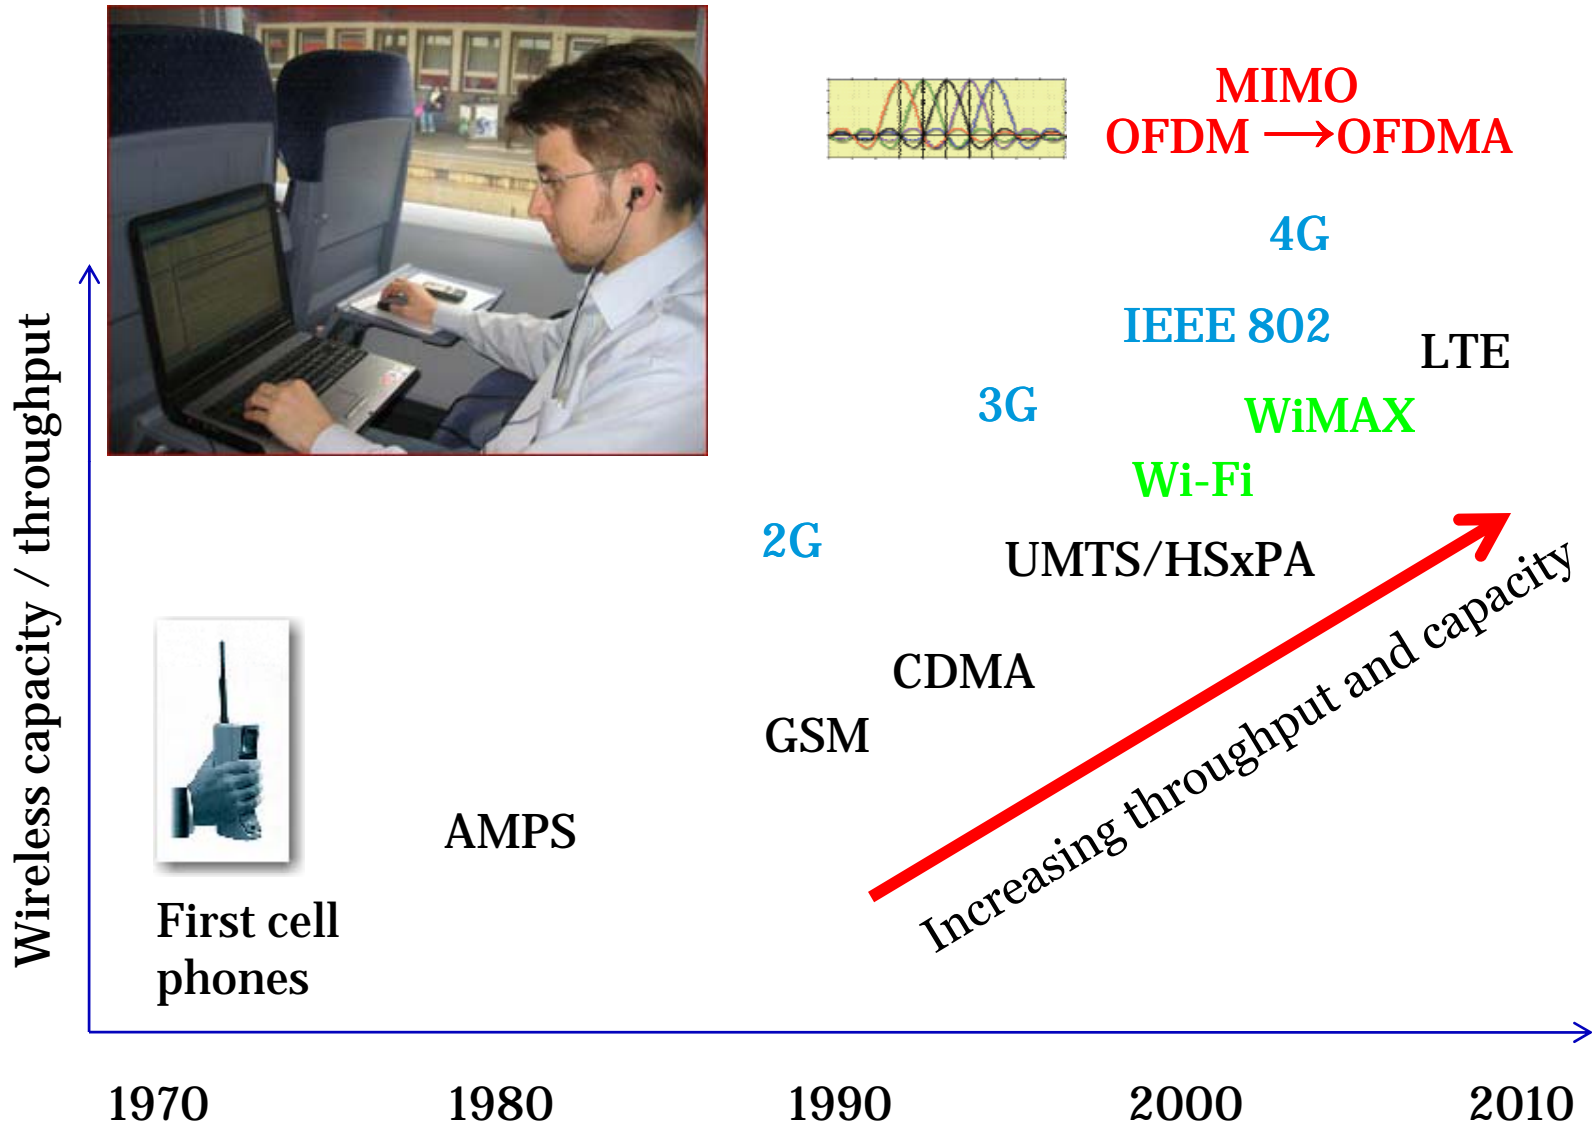 MIMO
OFDM →OFDMA
4G
IEEE 802
LTE
3G
WiMAX
Wi-Fi
2G
UMTS/HSxPA
CDMA
GSM
AMPS
Increasing throughput and capacity
First cell
phones
Wireless capacity / throughput
1970 1980 1990 2000 2010